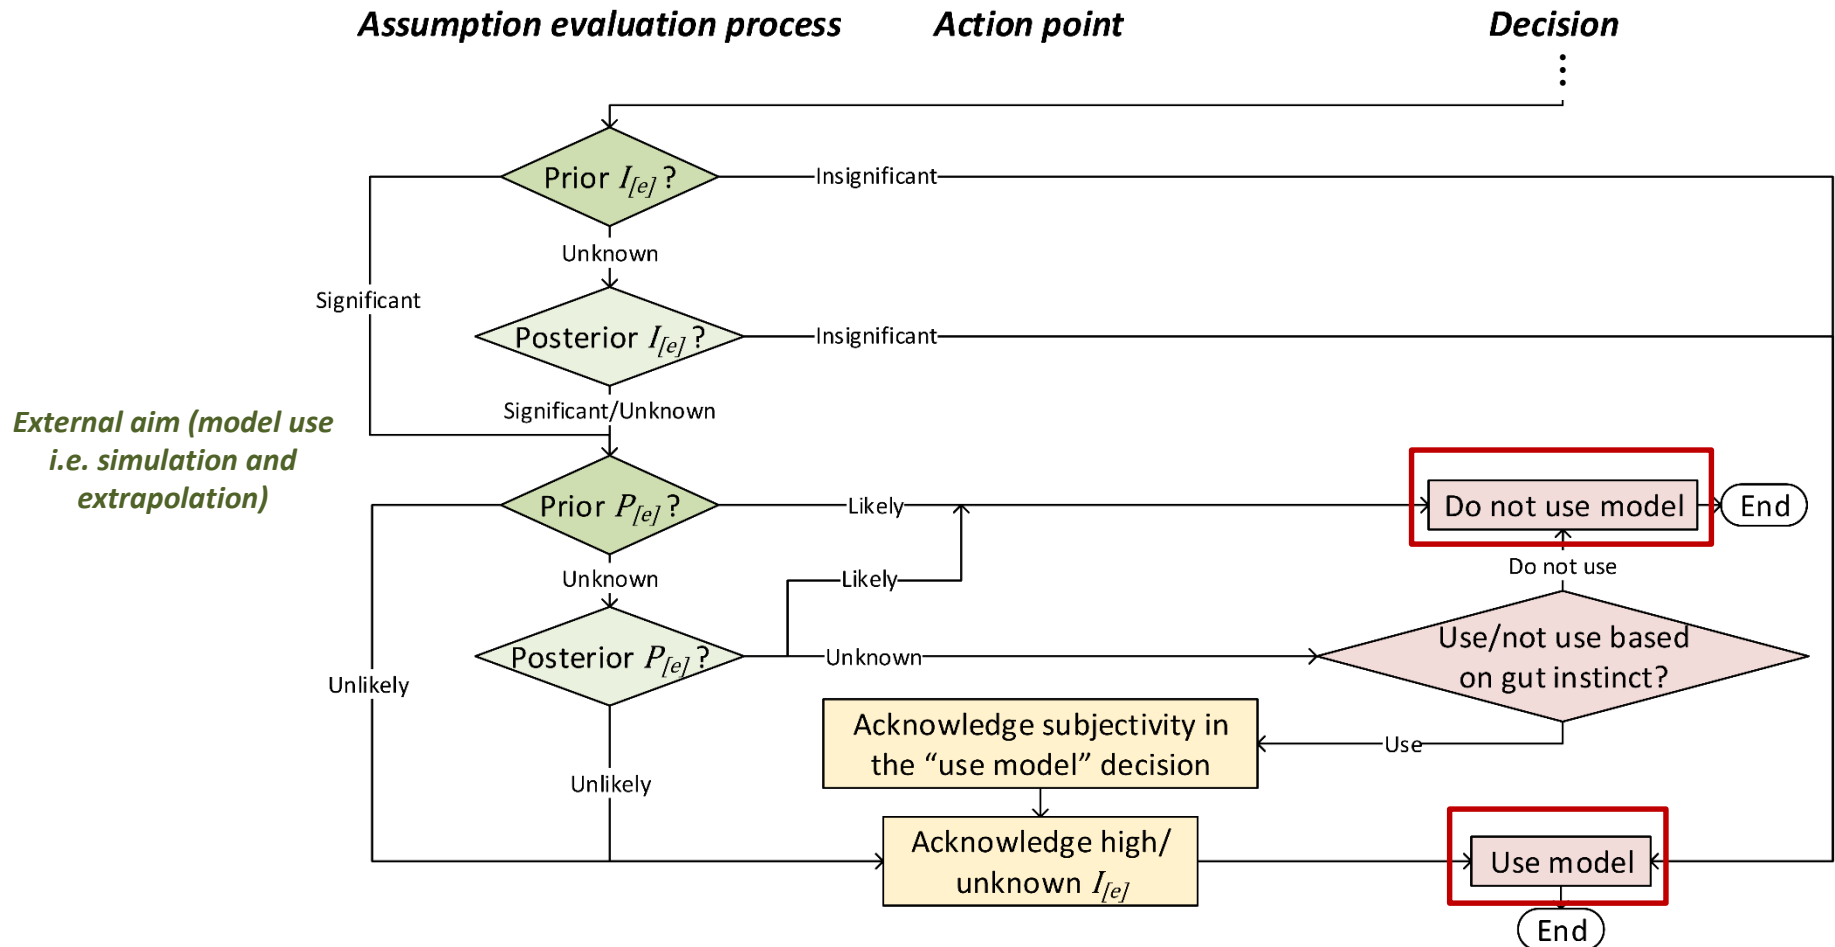 Assumption evaluation process
Action point
Decision
Prior I[e] ?
Insignificant
Unknown
Significant
Posterior I[e] ?
Insignificant
Significant/Unknown
External aim (model use
i.e. simulation and
extrapolation)
Prior P[e] ?
Likely
Do not use model
End
Unknown
Likely
Do not use
Posterior P[e] ?
Unknown
Use/not use based
on gut instinct?
Unlikely
Acknowledge subjectivity in
the “use model” decision
Use
Unlikely
Acknowledge high/
unknown I[e]
Use model
End